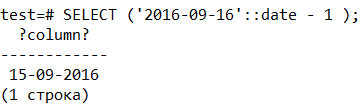 test=# SELECT ('2016-09-16'::date - 1 );
?column?
------------
15-09-2016
(1 строка)